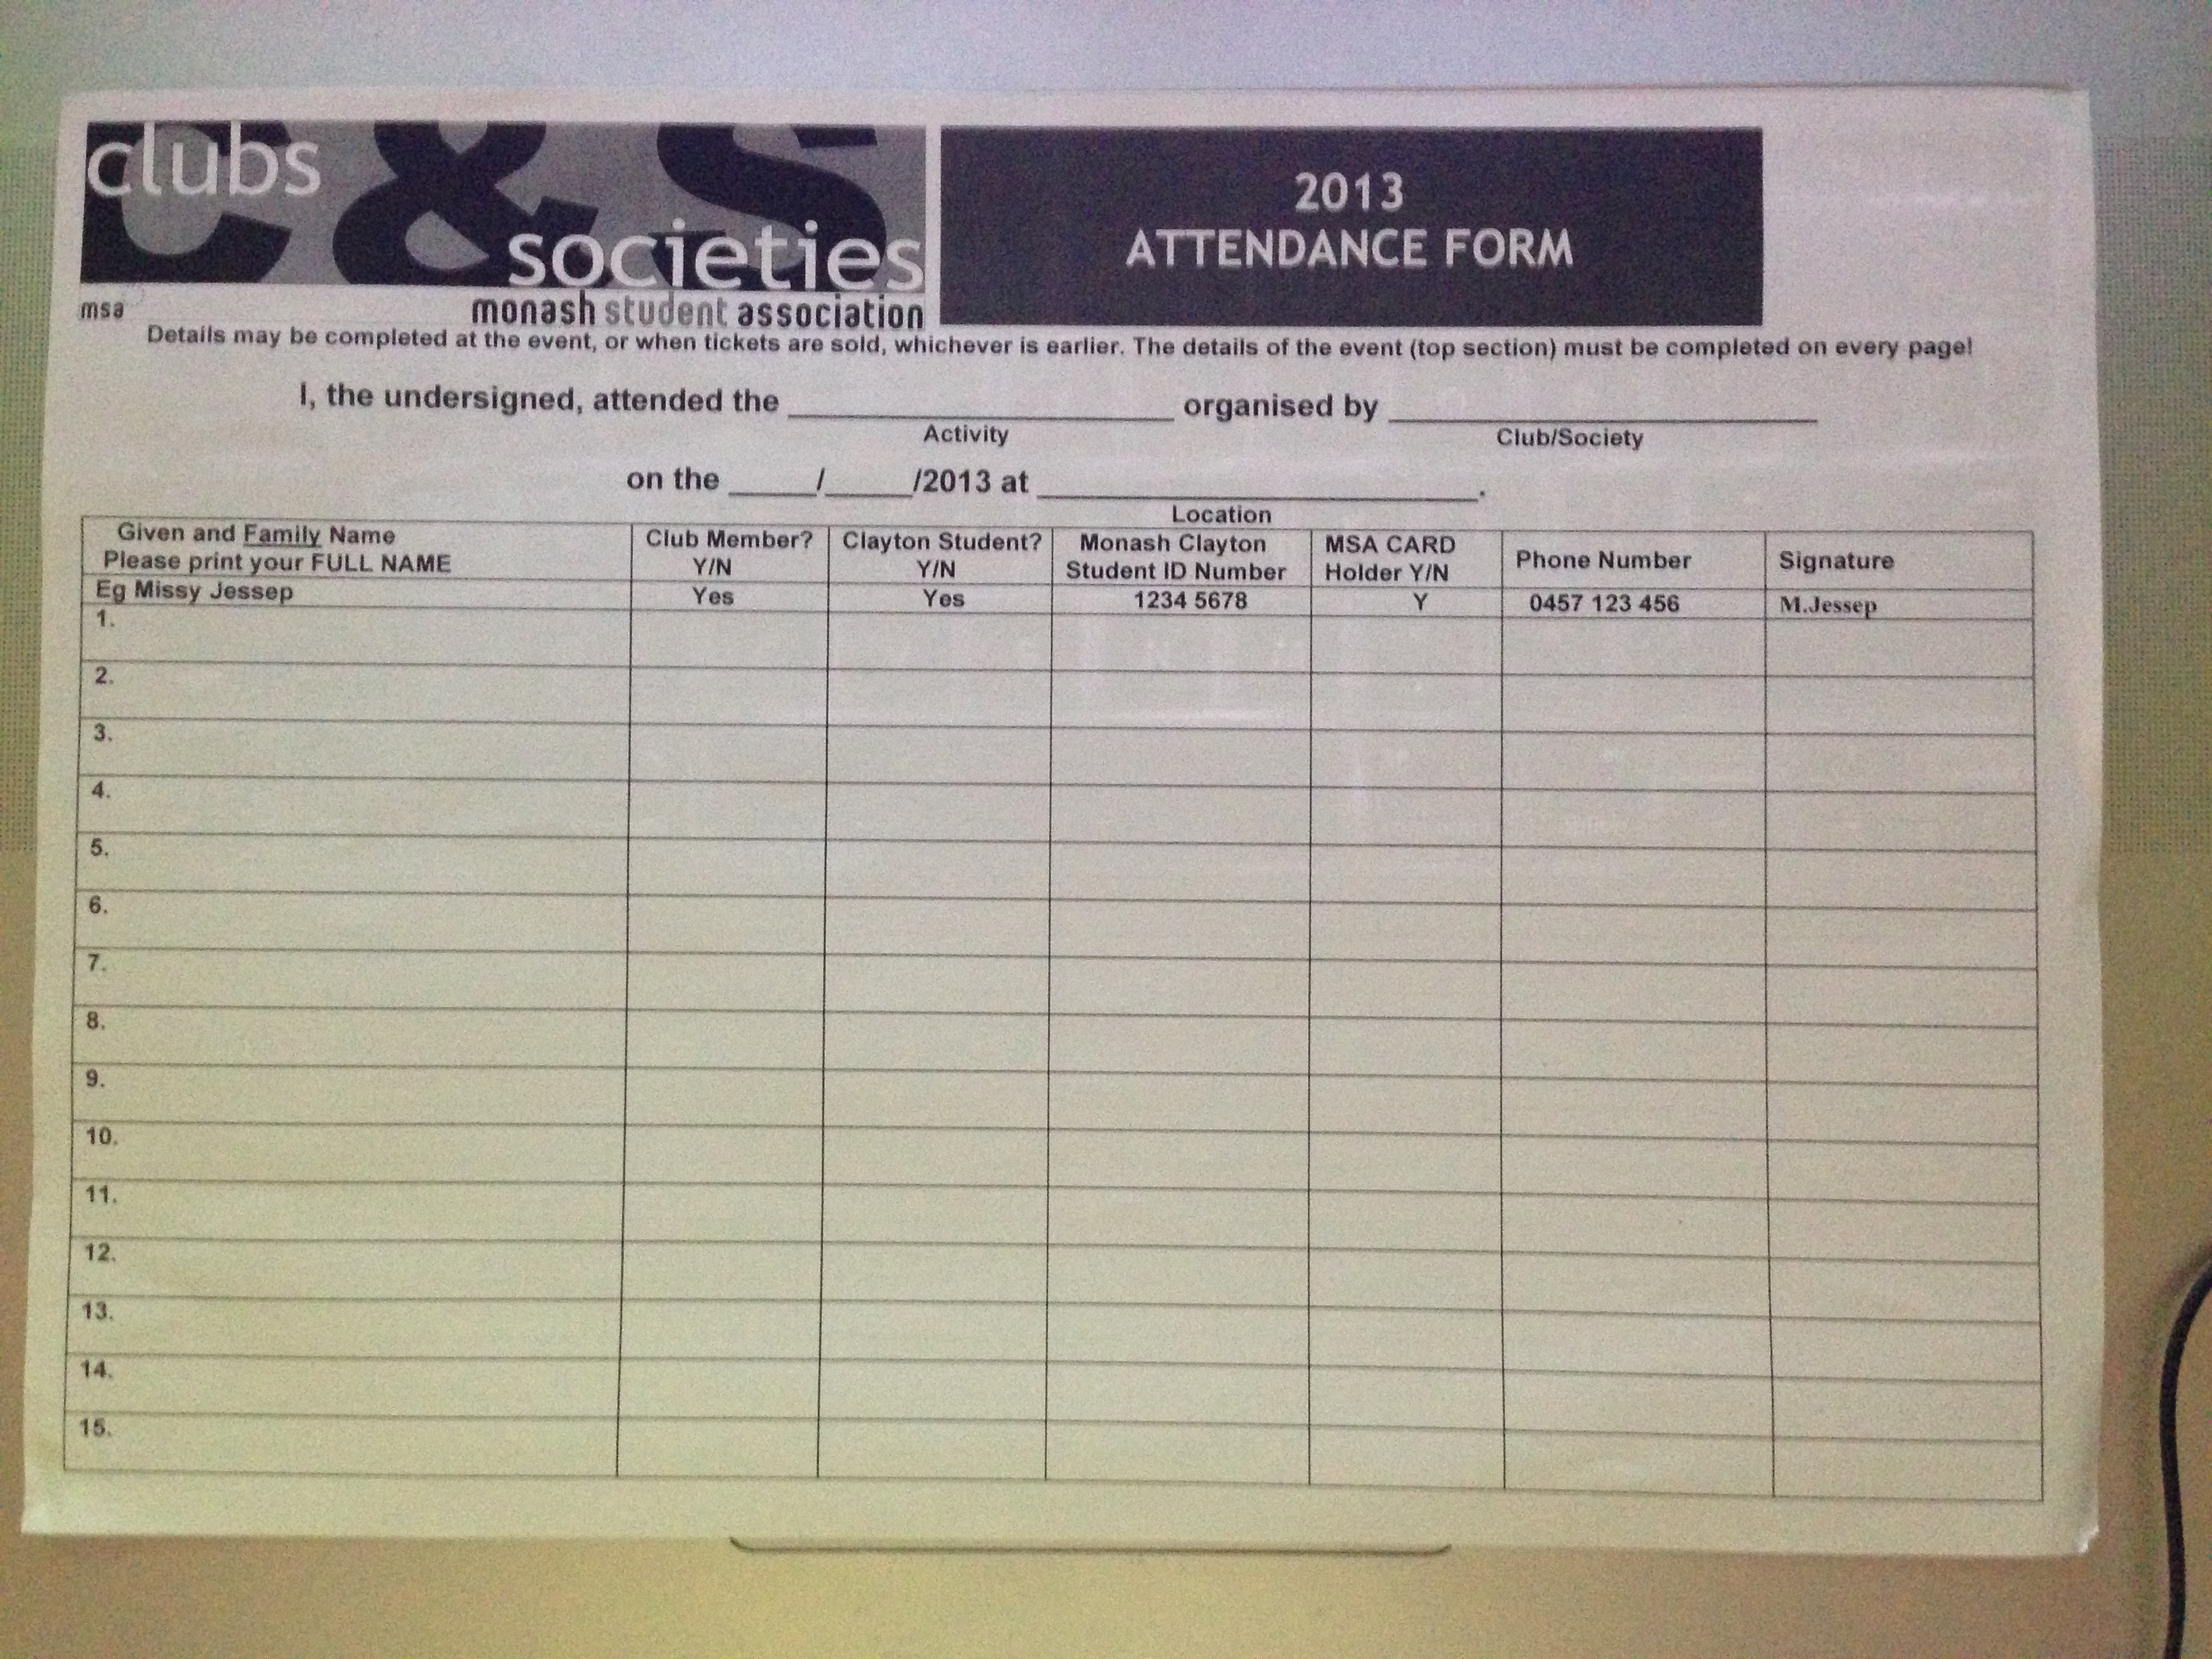 clubs
societies
msa
monash student association
2013
ATTENDANCE FORM
Details may be completed at the event, or when tickets are sold, whichever is earlier. The details of the event (top section) must be completed on every page!
I, the undersigned, attended the ____________ organised by ____________
Activity Club/Society
on the _____/_____/2013 at ____________.
Location
Given and Family Name
Please print your FULL NAME
Club Member?
Y/N
Clayton Student?
Y/N
Monash Clayton
Student ID Number
MSA CARD
Holder Y/N
Phone Number
Signature
Eg Missy Jessep Yes Yes 1234 5678 Y 0457 123 456 M.Jessep
1.
2.
3.
4.
5.
6.
7.
8.
9.
10.
11.
12.
13.
14.
15.